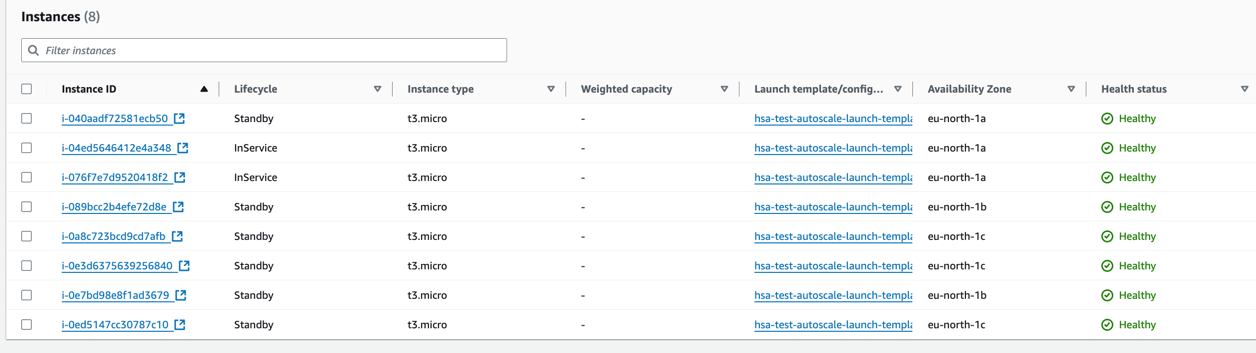 Instances (8)
Filter instances
Instance ID Lifecycle Instance type Weighted capacity Launch template/config... Availability Zone Health status
i-040aadf72581ecb50 Standby t3.micro - hsa-test-autoscale-launch-templa eu-north-1a Healthy
i-04ed5646412e4a348 InService t3.micro - hsa-test-autoscale-launch-templa eu-north-1a Healthy
i-076f7e7d9520418f2 InService t3.micro - hsa-test-autoscale-launch-templa eu-north-1a Healthy
i-089bcc2b4efe72d8e Standby t3.micro - hsa-test-autoscale-launch-templa eu-north-1b Healthy
i-0a8c723bcd9cd7afb Standby t3.micro - hsa-test-autoscale-launch-templa eu-north-1c Healthy
i-0e3d6375639256840 Standby t3.micro - hsa-test-autoscale-launch-templa eu-north-1c Healthy
i-0e7bd98e8f1ad3679 Standby t3.micro - hsa-test-autoscale-launch-templa eu-north-1b Healthy
i-0ed5147cc30787c10 Standby t3.micro - hsa-test-autoscale-launch-templa eu-north-1c Healthy